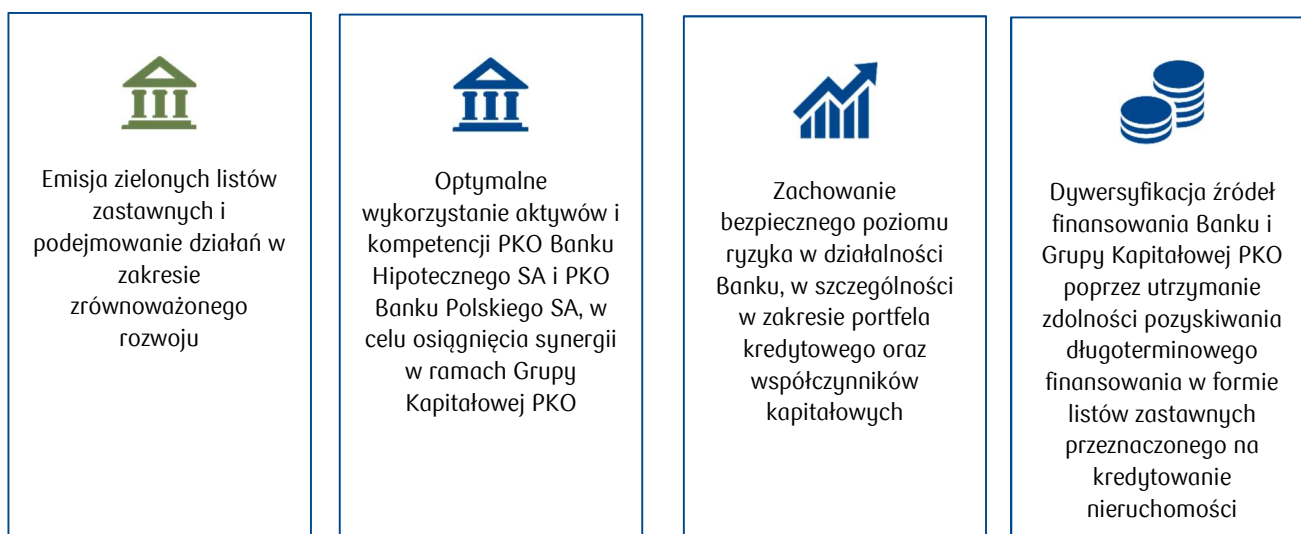 Emisja zielonych listów
zastawnych i
podejmowanie działań w
zakresie
zrównoważonego
rozwoju
Optymalne
wykorzystanie aktywów i
kompetencji PKO Banku
Hipotecznego SA i PKO
Banku Polskiego SA, w
celu osiągnięcia synergii
w ramach Grupy
Kapitałowej PKO
Zachowanie
bezpiecznego poziomu
ryzyka w działalności
Banku, w szczególności
w zakresie portfela
kredytowego oraz
współczynników
kapitałowych
Dywersyfikacja źródeł
finansowania Banku i
Grupy Kapitałowej PKO
poprzez utrzymanie
zdolności pozyskiwania
długoterminowego
finansowania w formie
listów zastawnych
przeznaczonego na
kredytowanie
nieruchomości